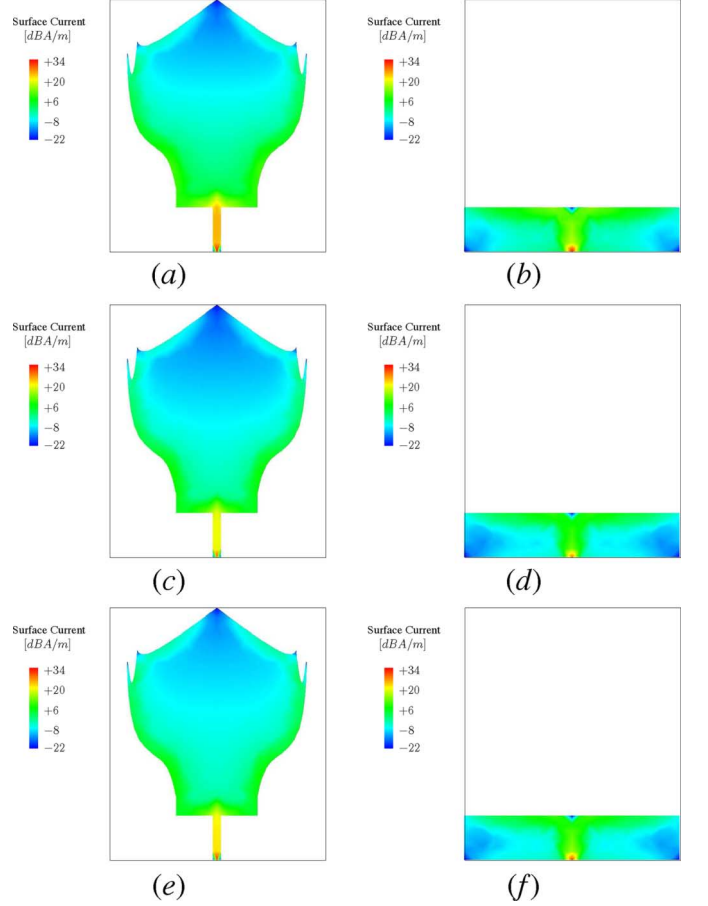 Surface Current
[dBA/m]
+34
+20
+6
−8
−22
(a)
Surface Current
[dBA/m]
+34
+20
+6
−8
−22
(b)
Surface Current
[dBA/m]
+34
+20
+6
−8
−22
(c)
Surface Current
[dBA/m]
+34
+20
+6
−8
−22
(d)
Surface Current
[dBA/m]
+34
+20
+6
−8
−22
(e)
Surface Current
[dBA/m]
+34
+20
+6
−8
−22
(f)